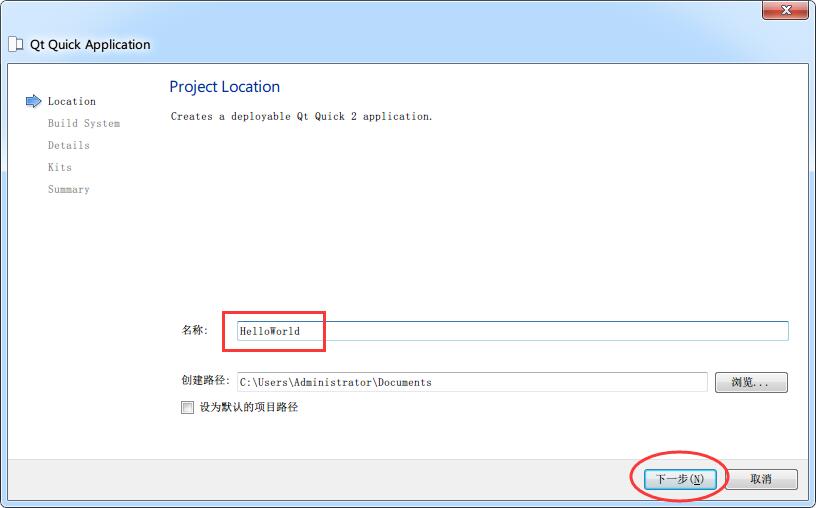 Qt Quick Application
Location
Build System
Details
Kits
Summary
Project Location
Creates a deployable Qt Quick 2 application.
名称: HelloWorld
创建路径: C:\Users\Administrator\Documents 浏览...
设为默认的项目路径
下一步(N) 取消